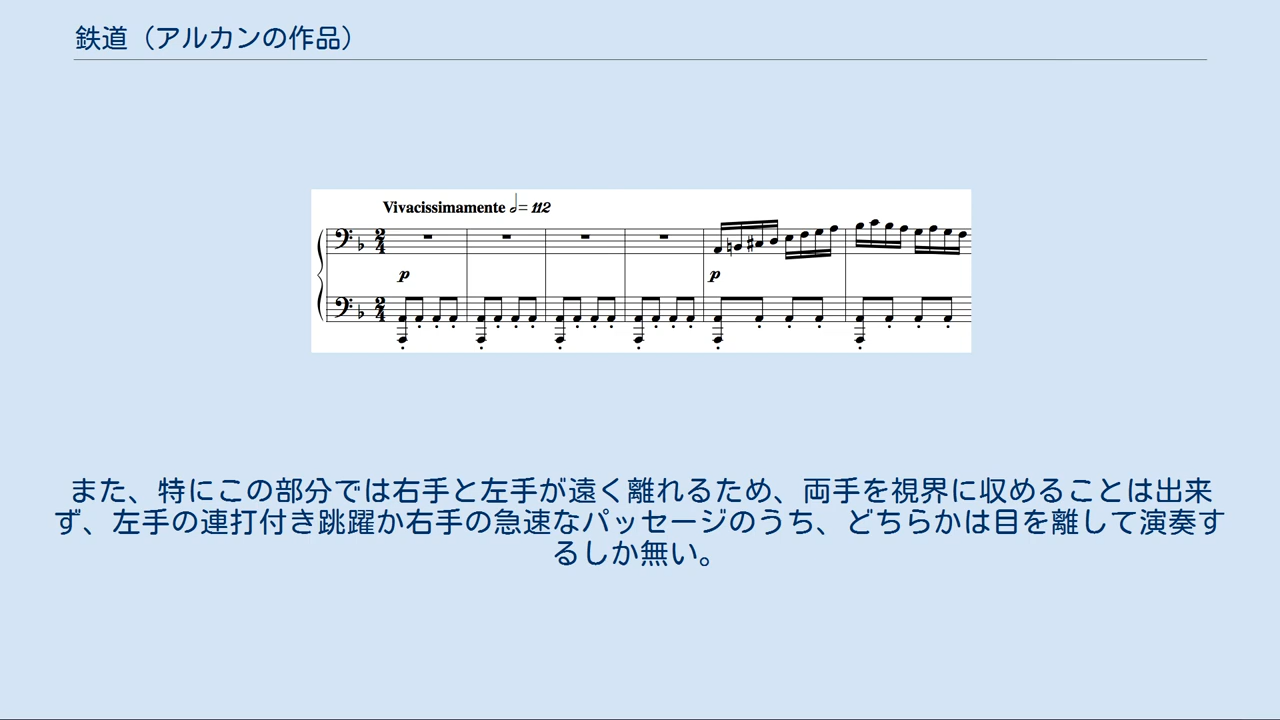 鉄道（アルカンの作品）
Vivacissimamente 𝅗𝅥= 112
p
p
また、特にこの部分では右手と左手が遠く離れるため、両手を視界に収めることは出来
ず、左手の連打付き跳躍か右手の急速なパッセージのうち、どちらかは目を離して演奏す
るしか無い。